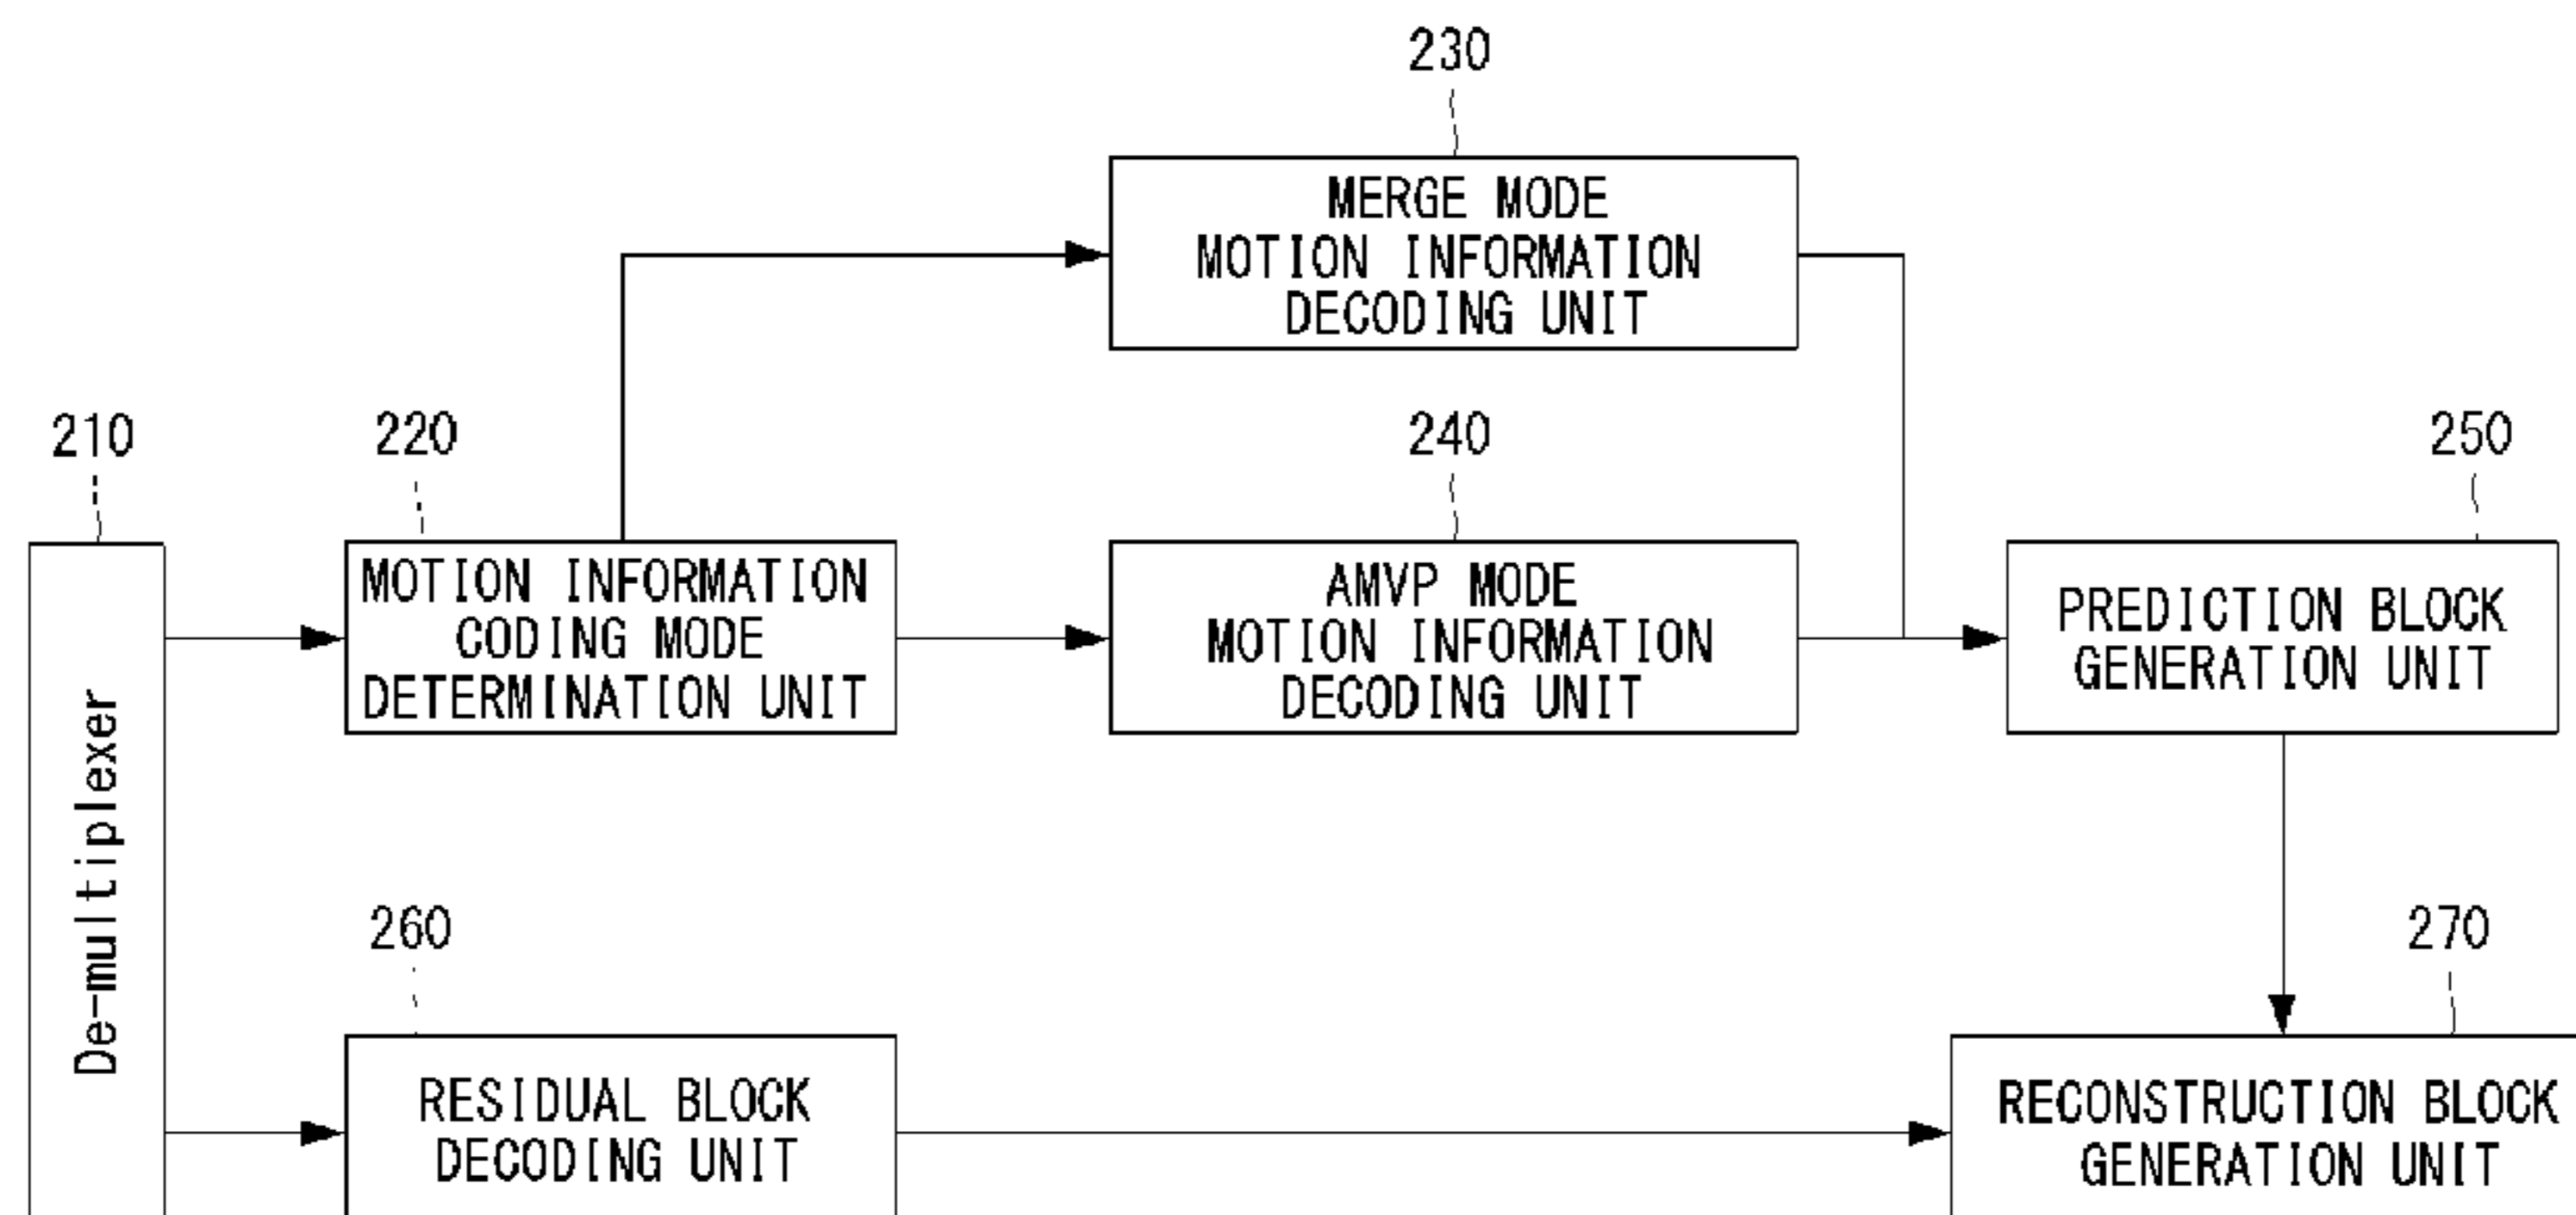 230
MERGE MODE
MOTION INFORMATION
DECODING UNIT
210
220
240
250
MOTION INFORMATION
CODING MODE
DETERMINATION UNIT
AMVP MODE
MOTION INFORMATION
DECODING UNIT
PREDICTION BLOCK
GENERATION UNIT
De-multiplexer
260
270
RESIDUAL BLOCK
DECODING UNIT
RECONSTRUCTION BLOCK
GENERATION UNIT